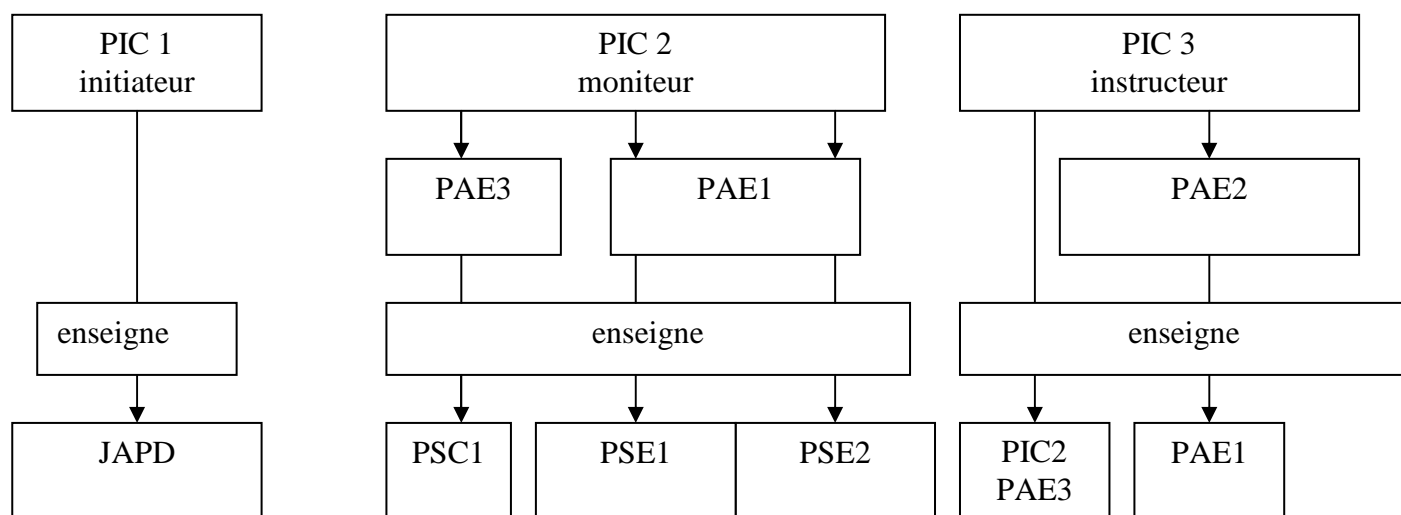 PIC 1
initiateur
PIC 2
moniteur
PIC 3
instructeur
PAE3
PAE1
PAE2
enseigne
enseigne
enseigne
JAPD
PSC1
PSE1
PSE2
PIC2
PAE3
PAE1